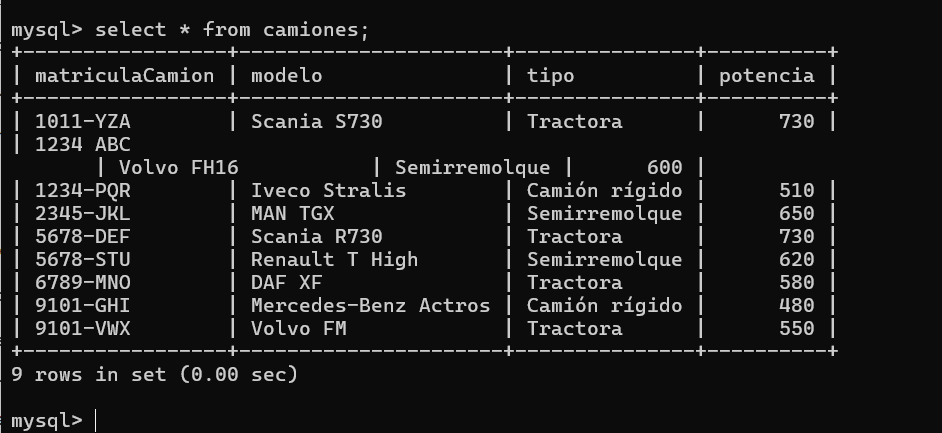 mysql> select * from camiones;
+-----------------+----------------------+---------------+----------+
| matriculaCamion | modelo               | tipo          | potencia |
+-----------------+----------------------+---------------+----------+
| 1011-YZA        | Scania S730          | Tractora      |      730 |
| 1234 ABC
       | Volvo FH16           | Semirremolque |      600 |
| 1234-PQR        | Iveco Stralis        | Camión rígido |      510 |
| 2345-JKL        | MAN TGX              | Semirremolque |      650 |
| 5678-DEF        | Scania R730          | Tractora      |      730 |
| 5678-STU        | Renault T High       | Semirremolque |      620 |
| 6789-MNO        | DAF XF               | Tractora      |      580 |
| 9101-GHI        | Mercedes-Benz Actros | Camión rígido |      480 |
| 9101-VWX        | Volvo FM             | Tractora      |      550 |
+-----------------+----------------------+---------------+----------+
9 rows in set (0.00 sec)
mysql>